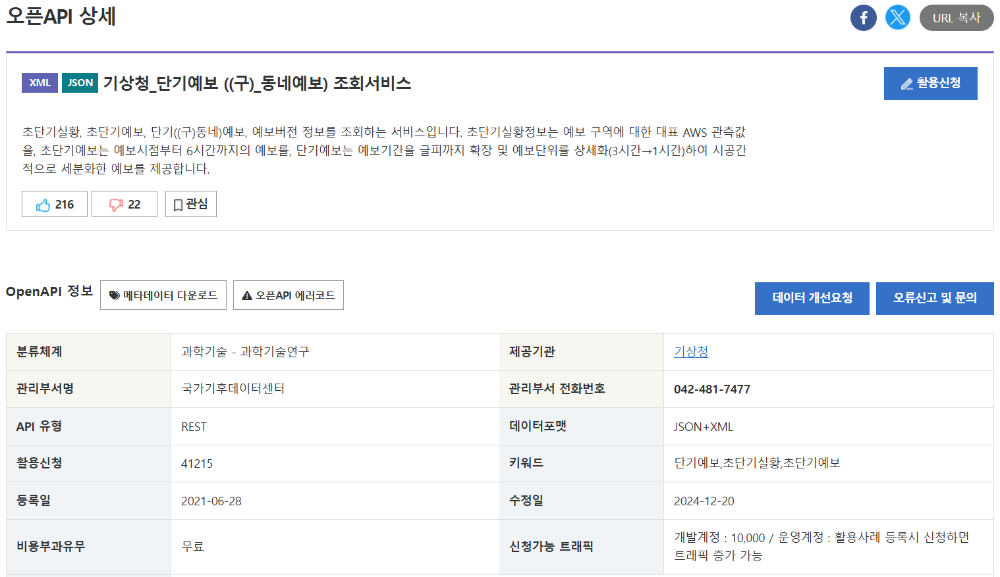 오픈API 상세
URL 복사
XML JSON 기상청_단기예보 ((구)_동네예보) 조회서비스
활용신청
초단기실황, 초단기예보, 단기((구)동네)예보, 예보버전 정보를 조회하는 서비스입니다. 초단기실황정보는 예보 구역에 대한 대표 AWS 관측값
을, 초단기예보는 예보시점부터 6시간까지의 예보를, 단기예보는 예보기간을 글피까지 확장 및 예보단위를 상세화(3시간→1시간)하여 시공간
적으로 세분화한 예보를 제공합니다.
216 22 관심
OpenAPI 정보 메타데이터 다운로드 오픈API 에러코드
데이터 개선요청 오류신고 및 문의
분류체계 과학기술 - 과학기술연구 제공기관 기상청
관리부서명 국가기후데이터센터 관리부서 전화번호 042-481-7477
API 유형 REST 데이터포맷 JSON+XML
활용신청 41215 키워드 단기예보,초단기실황,초단기예보
등록일 2021-06-28 수정일 2024-12-20
비용부과유무 무료 신청가능 트래픽 개발계정 : 10,000 / 운영계정 : 활용사례 등록시 신청하면
트래픽 증가 가능